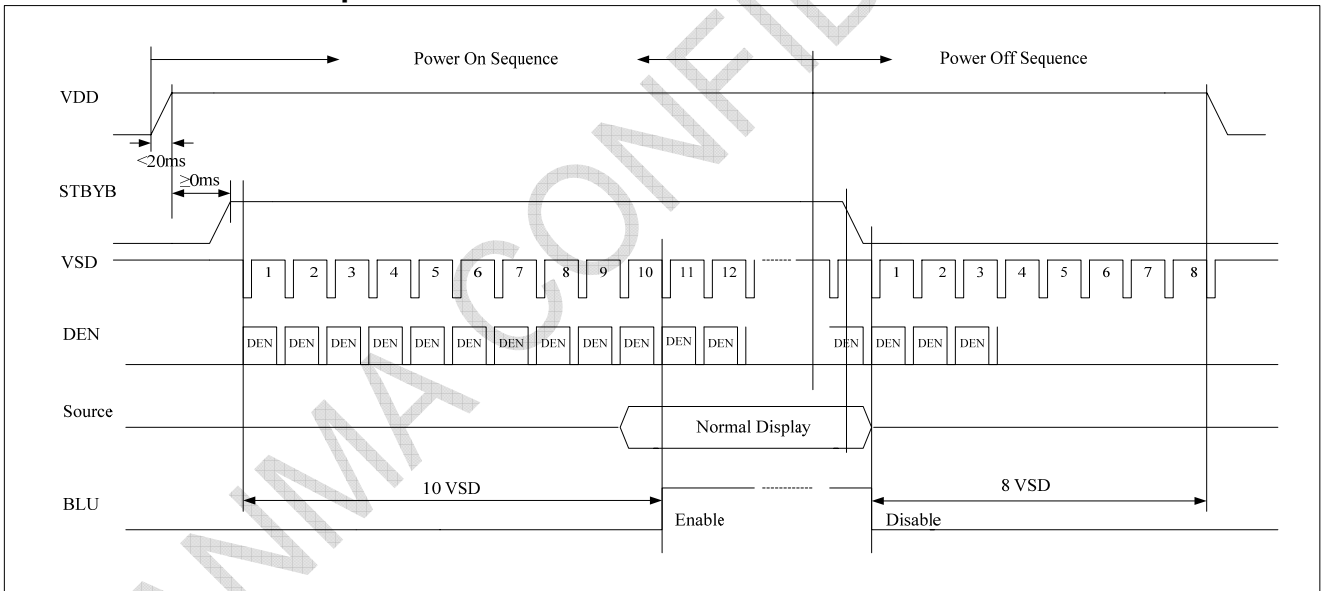 Power On Sequence
Power Off Sequence
VDD
<20ms
≥0ms
STBYB
VSD
1 2 3 4 5 6 7 8 9 10 11 12 1 2 3 4 5 6 7 8
DEN
DEN DEN DEN DEN DEN DEN DEN DEN DEN DEN DEN DEN DEN DEN DEN DEN
Source
Normal Display
10 VSD
8 VSD
BLU
Enable
Disable